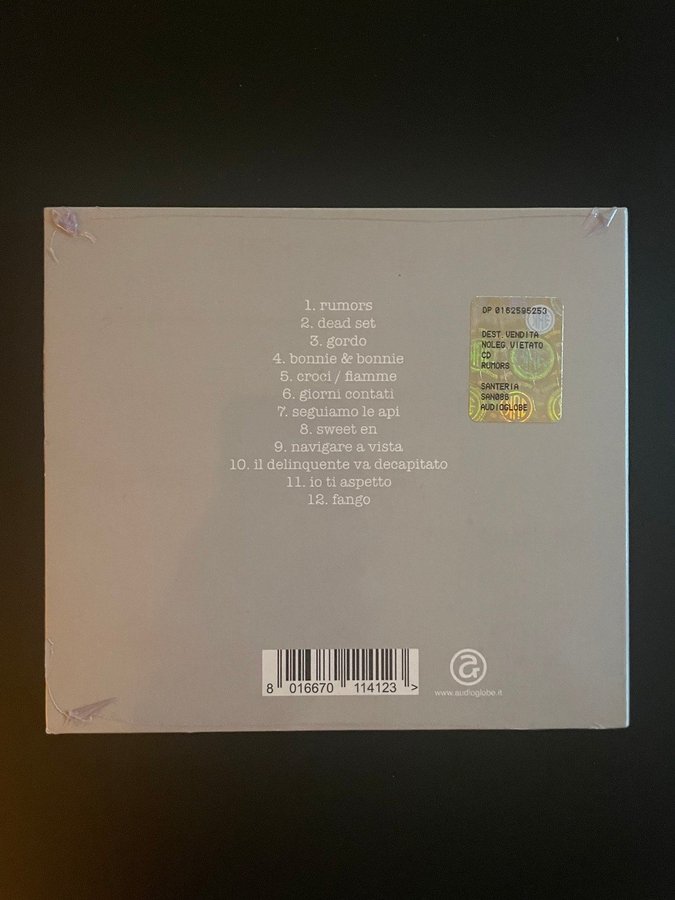 1. rumors
2. dead set
3. gordo
4. bonnie & bonnie
5. croci / fiamme
6. giorni contati
7. seguiamo le api
8. sweet en
9. navigare a vista
10. il delinquente va decapitato
11. io ti aspetto
12. fango
DP 0162595253
DEST.VENDITA
NOLEG.VIETATO
CD
RUMORS
SANTERIA
SAN086
AUDIOGLOBE
8 016670 114123 >
www.audioglobe.it